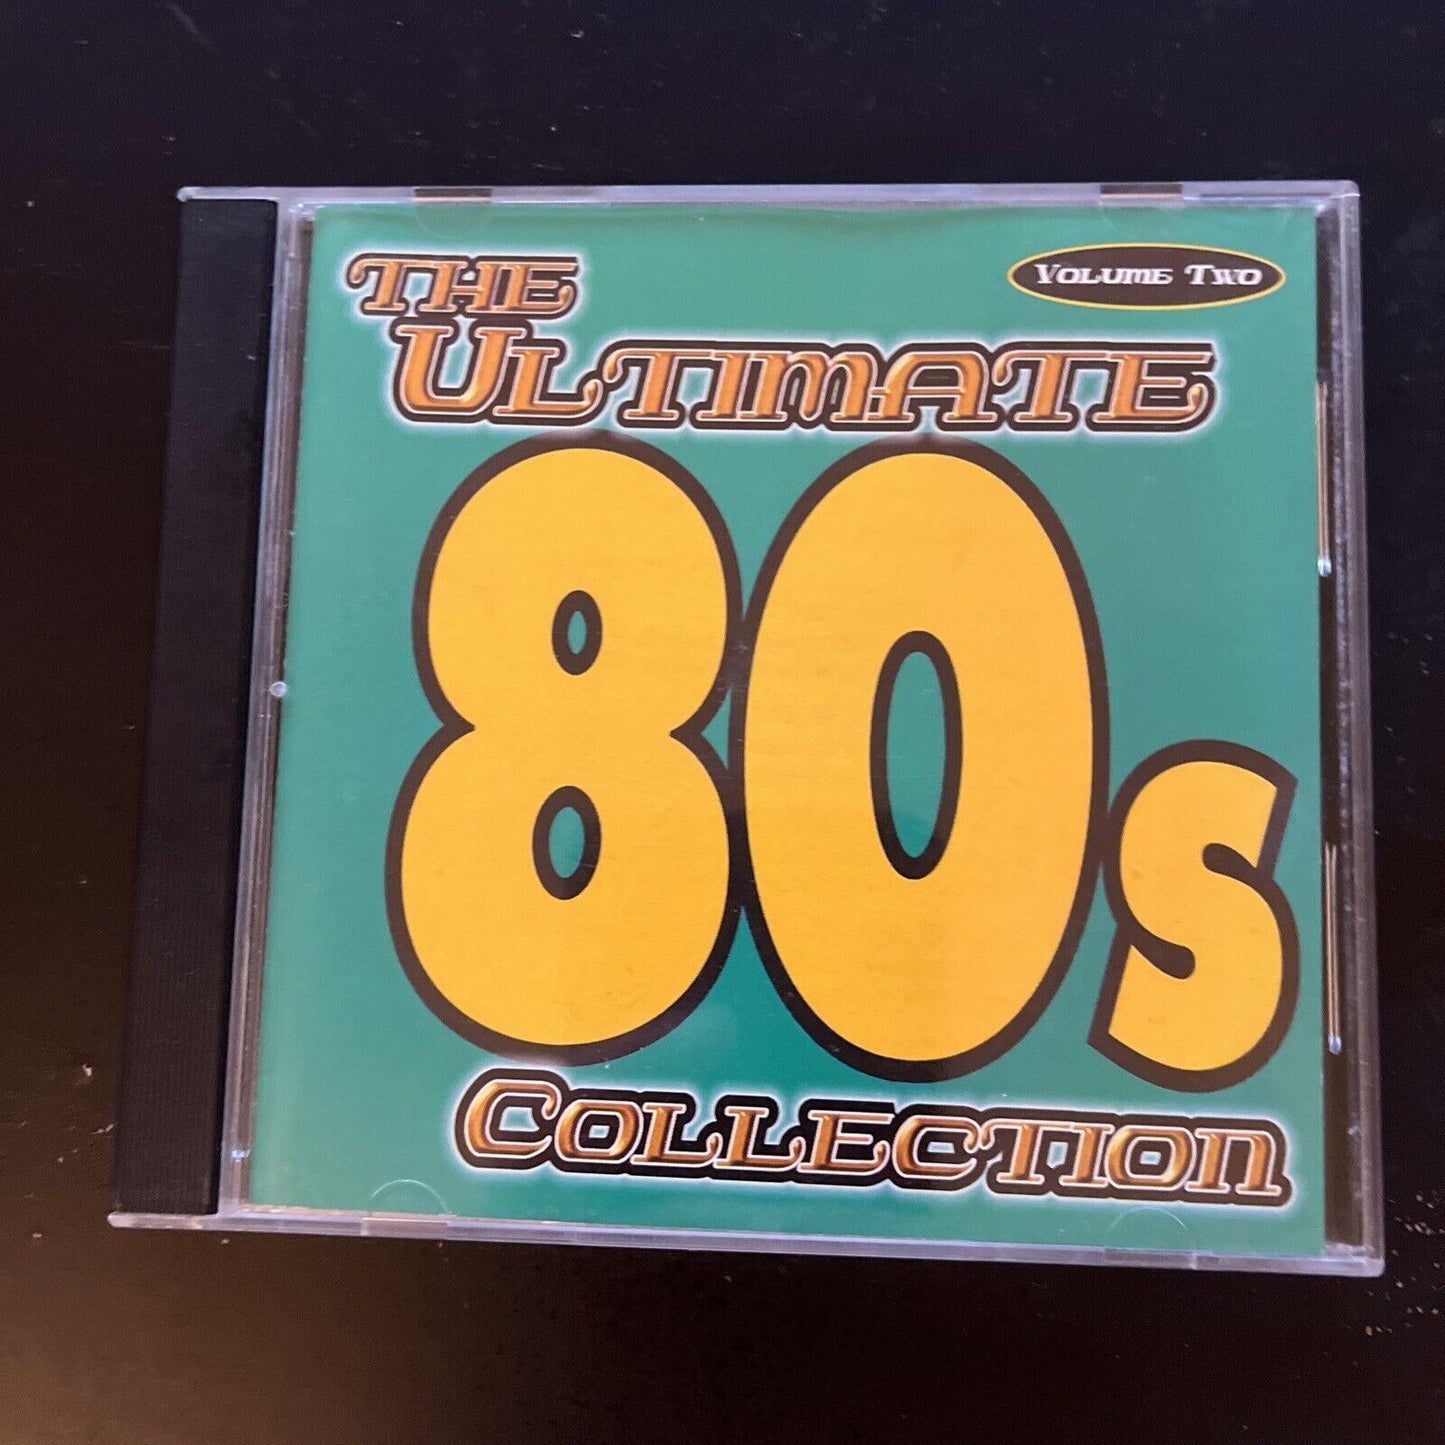 THE
VOLUME TWO
ULTIMATE
80s
COLLECTION